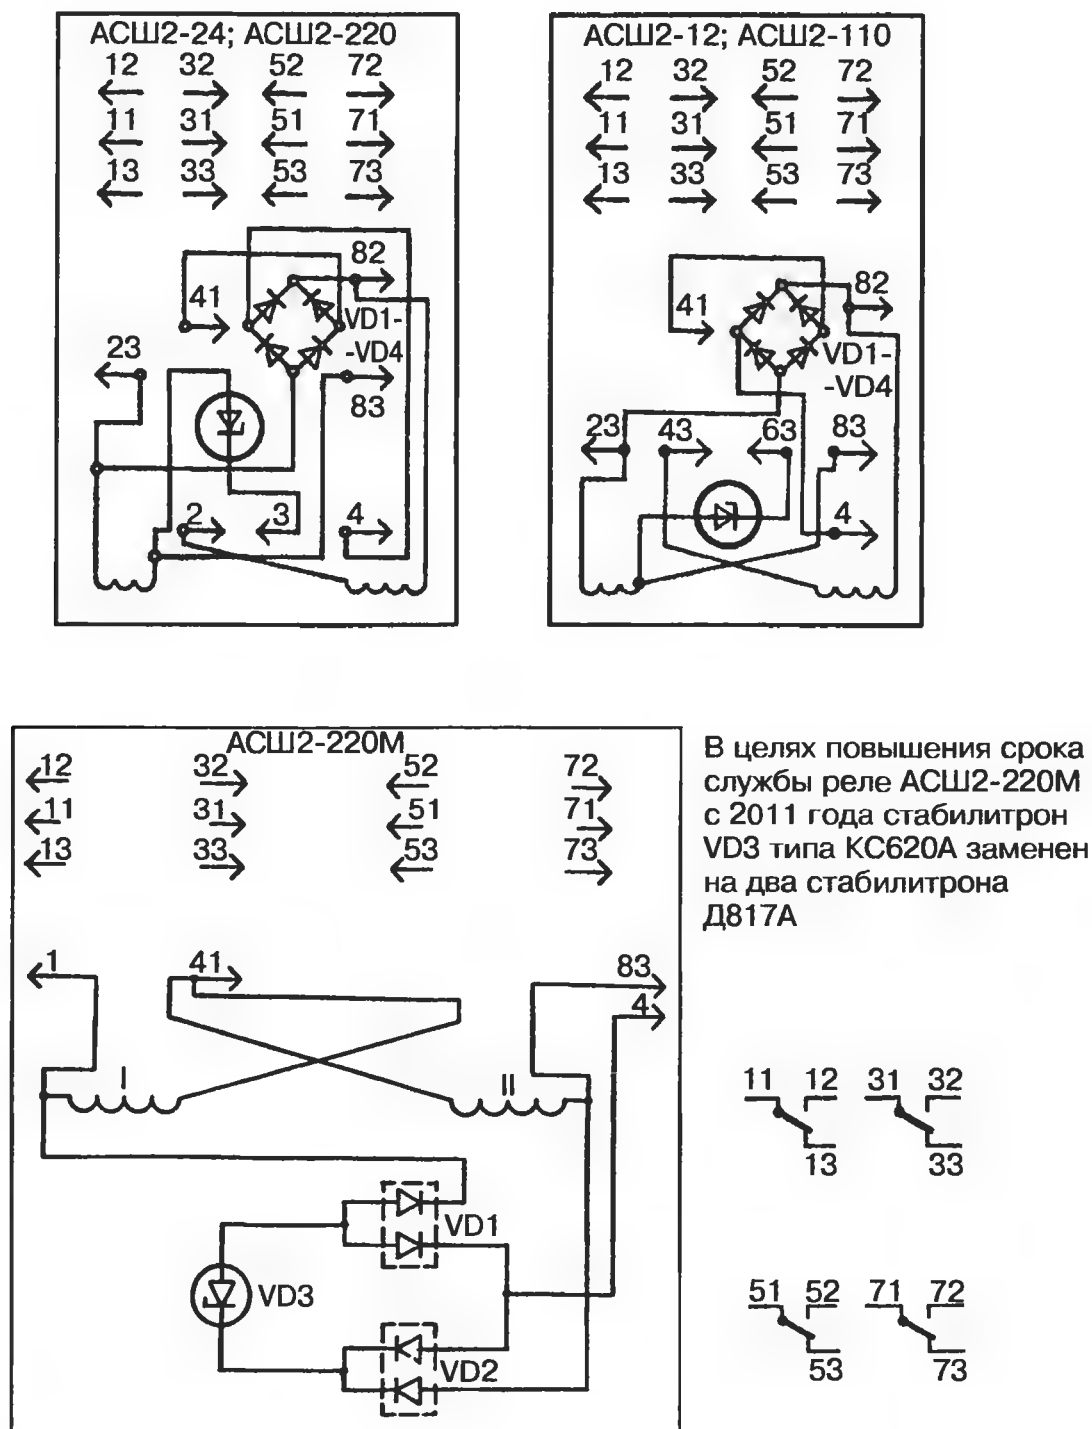 АСШ2-24; АСШ2-220
12 32 52 72
11 31 51 71
13 33 53 73
82
41
VD1-
-VD4
23
83
2 3 4
АСШ2-12; АСШ2-110
12 32 52 72
11 31 51 71
13 33 53 73
82
41
VD1-
-VD4
23 43 63 83
4
АСШ2-220М
12 32 52 72
11 31 51 71
13 33 53 73
1 41 83
4
I II
VD1
VD3
VD2
В целях повышения срока
службы реле АСШ2-220М
с 2011 года стабилитрон
VD3 типа КС620А заменен
на два стабилитрона
Д817А
11 12 31 32
13 33
51 52 71 72
53 73